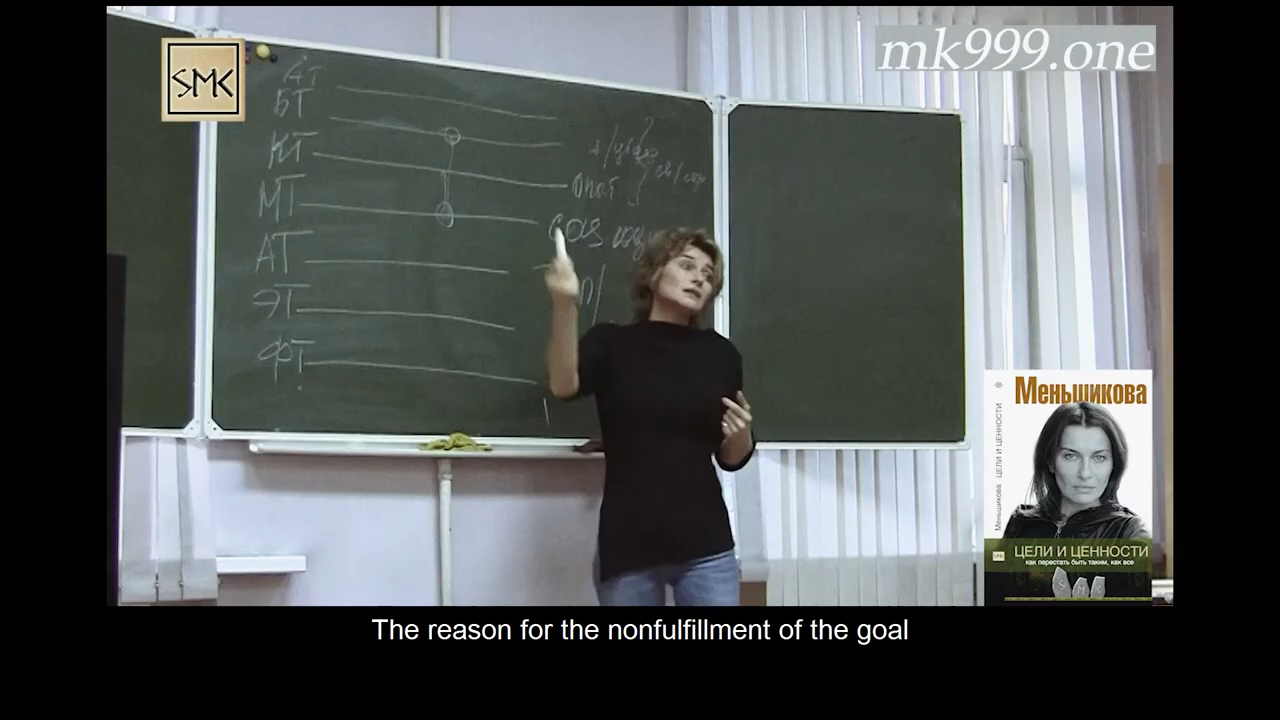 SMK
mk999.one
БТ
КТ
МТ
АТ
ЭТ
ФТ
Меньшикова
Меньшикова ЦЕЛИ И ЦЕННОСТИ
ЦЕЛИ И ЦЕННОСТИ
как перестать быть таким, как все
SMK
The reason for the nonfulfillment of the goal